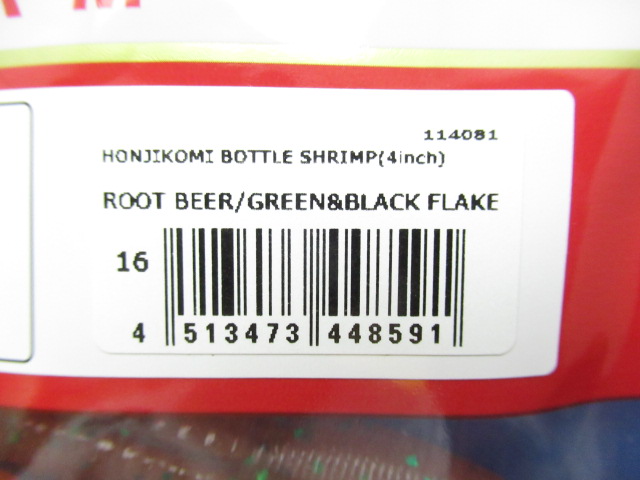 114081
HONJIKOMI BOTTLE SHRIMP(4inch)
ROOT BEER/GREEN&BLACK FLAKE
16
4 513473 448591